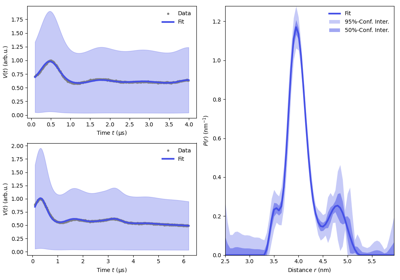 Data
Fit
V(t) (arb.u.)
1.75
1.50
1.25
1.00
0.75
0.50
0.25
0.00
0.0 0.5 1.0 1.5 2.0 2.5 3.0 3.5 4.0
Time t (μs)
Data
Fit
V(t) (arb.u.)
2.00
1.75
1.50
1.25
1.00
0.75
0.50
0.25
0.00
0 1 2 3 4 5 6
Time t (μs)
Fit
95%-Conf. Inter.
50%-Conf. Inter.
P(r) (nm⁻¹)
1.2
1.0
0.8
0.6
0.4
0.2
0.0
2.5 3.0 3.5 4.0 4.5 5.0 5.5
Distance r (nm)